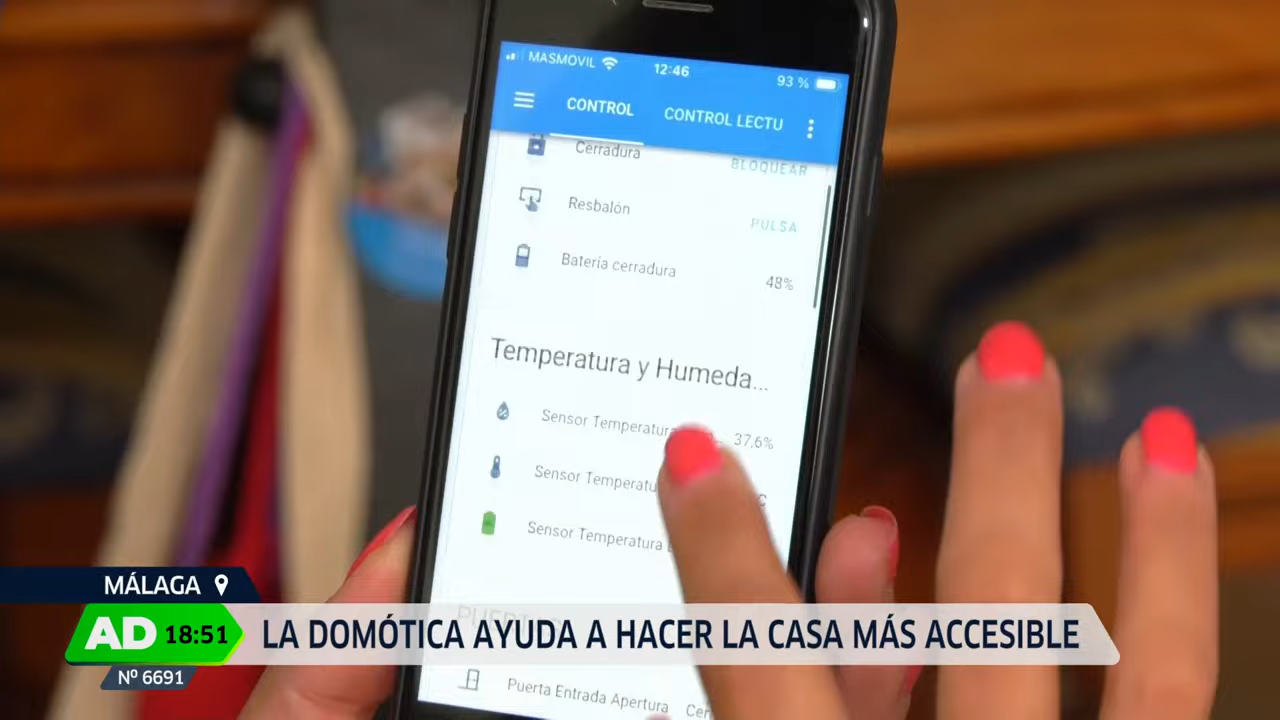 MASMOVIL 12:46 93 %
CONTROL CONTROL LECTU
Cerradura BLOQUEAR
Resbalón PULSA
Batería cerradura 48%
Temperatura y Humeda...
Sensor Temperatura 37,6%
Sensor C
Sensor Temperatura
MÁLAGA
AD 18:51 LA DOMÓTICA AYUDA A HACER LA CASA MÁS ACCESIBLE
Nº 6691
Puerta Entrada Apertura